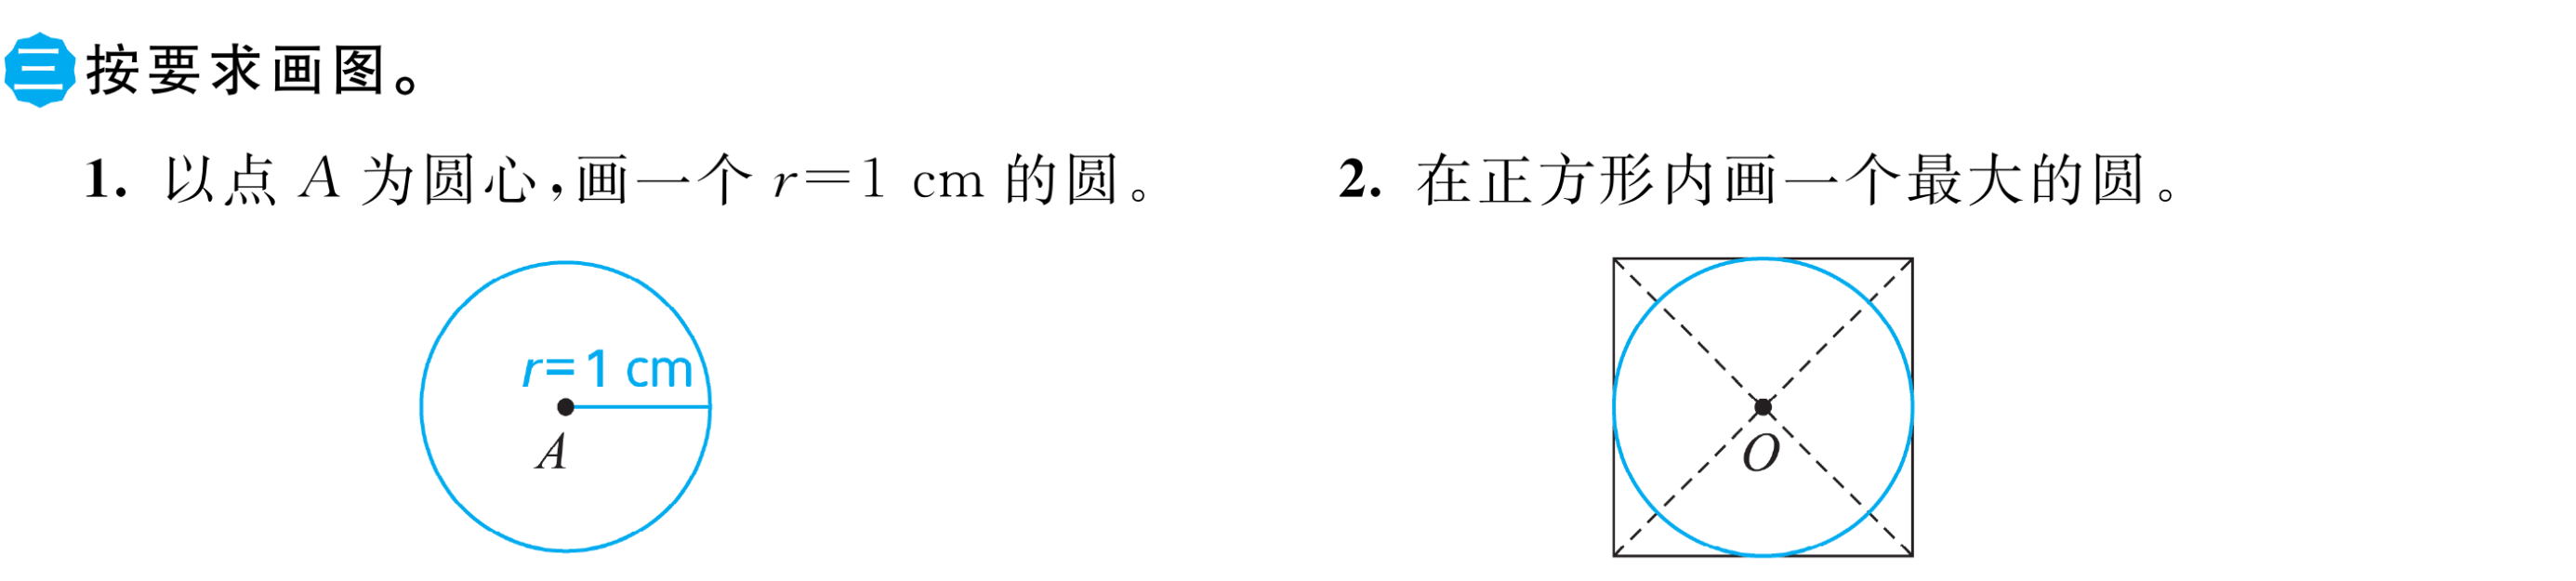 三 按要求画图。
1. 以点 A 为圆心,画一个 r=1 cm 的圆。
2. 在正方形内画一个最大的圆。
r=1 cm
A
O